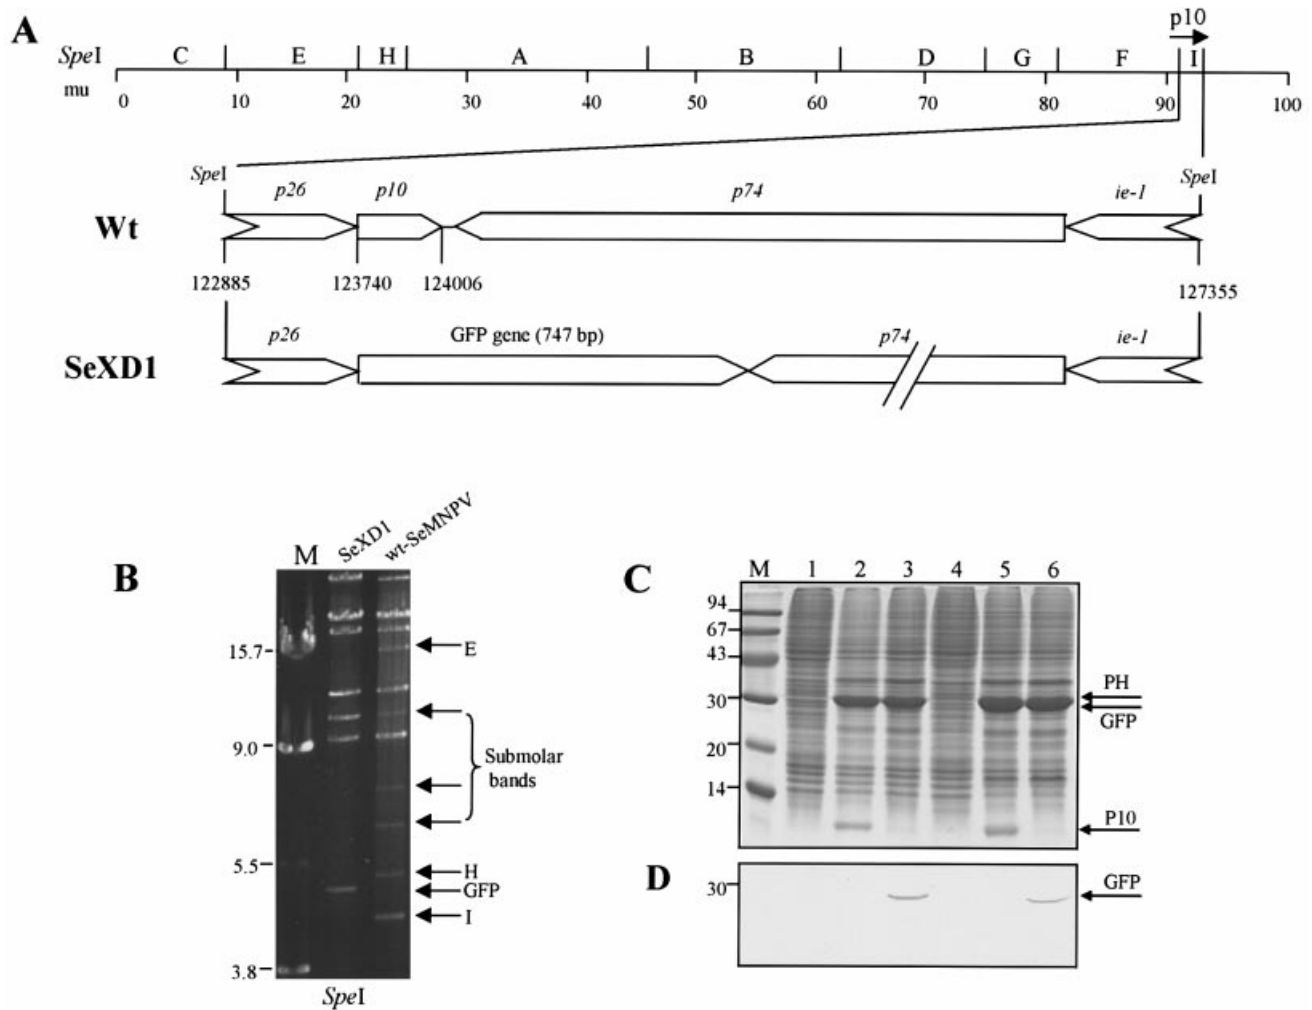 A
p10
SpeI C E H A B D G F I
mu 0 10 20 30 40 50 60 70 80 90 100
SpeI SpeI
p26 p10 p74 ie-1
Wt
122885 123740 124006 127355
p26 GFP gene (747 bp) p74 ie-1
SeXD1
B
M SeXD1 wt-SeMNPV
15.7
9.0
5.5
3.8
E
Submolar
bands
H
GFP
I
SpeI
C
M 1 2 3 4 5 6
94
67
43
30
20
14
PH
GFP
P10
D
30
GFP